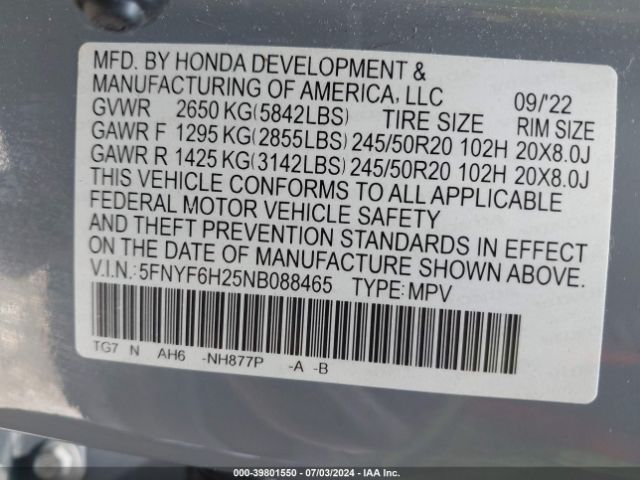 MFD. BY HONDA DEVELOPMENT &
MANUFACTURING OF AMERICA, LLC 09/'22
GVWR 2650 KG(5842LBS) TIRE SIZE RIM SIZE
GAWR F 1295 KG(2855LBS) 245/50R20 102H 20X8.0J
GAWR R 1425 KG(3142LBS) 245/50R20 102H 20X8.0J
THIS VEHICLE CONFORMS TO ALL APPLICABLE
FEDERAL MOTOR VEHICLE SAFETY
AND THEFT PREVENTION STANDARDS IN EFFECT
ON THE DATE OF MANUFACTURE SHOWN ABOVE.
V.I.N.:5FNYF6H25NB088465 TYPE:MPV
TG7 N AH6 -NH877P -A -B
000-39801550 - 07/03/2024 - IAA Inc.